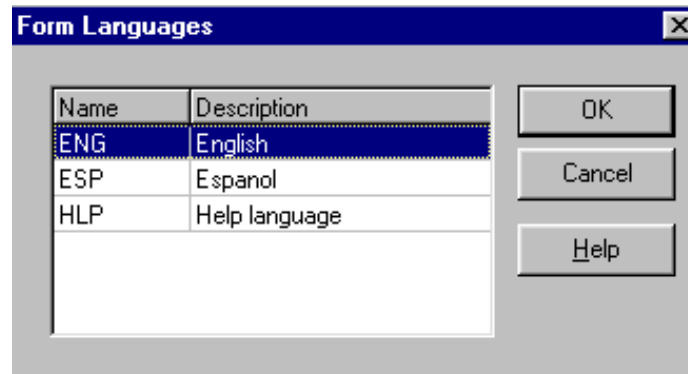 Form Languages
Name Description
ENG English
ESP Espanol
HLP Help language
OK
Cancel
Help